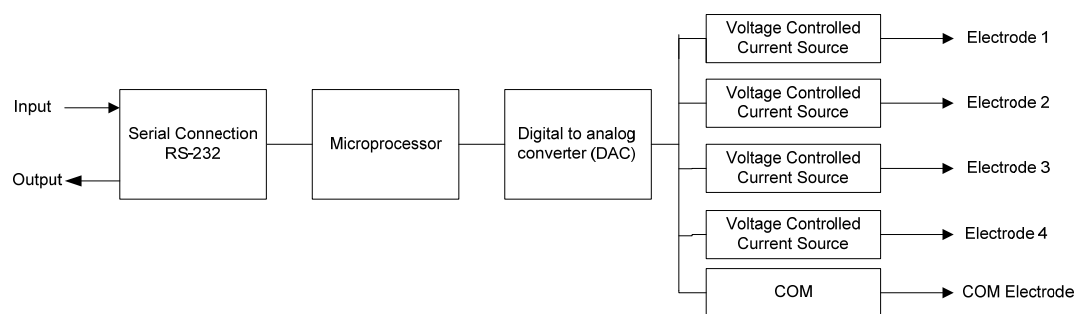 Input
Output
Serial Connection
RS-232
Microprocessor
Digital to analog
converter (DAC)
Voltage Controlled
Current Source
Electrode 1
Voltage Controlled
Current Source
Electrode 2
Voltage Controlled
Current Source
Electrode 3
Voltage Controlled
Current Source
Electrode 4
COM
COM Electrode